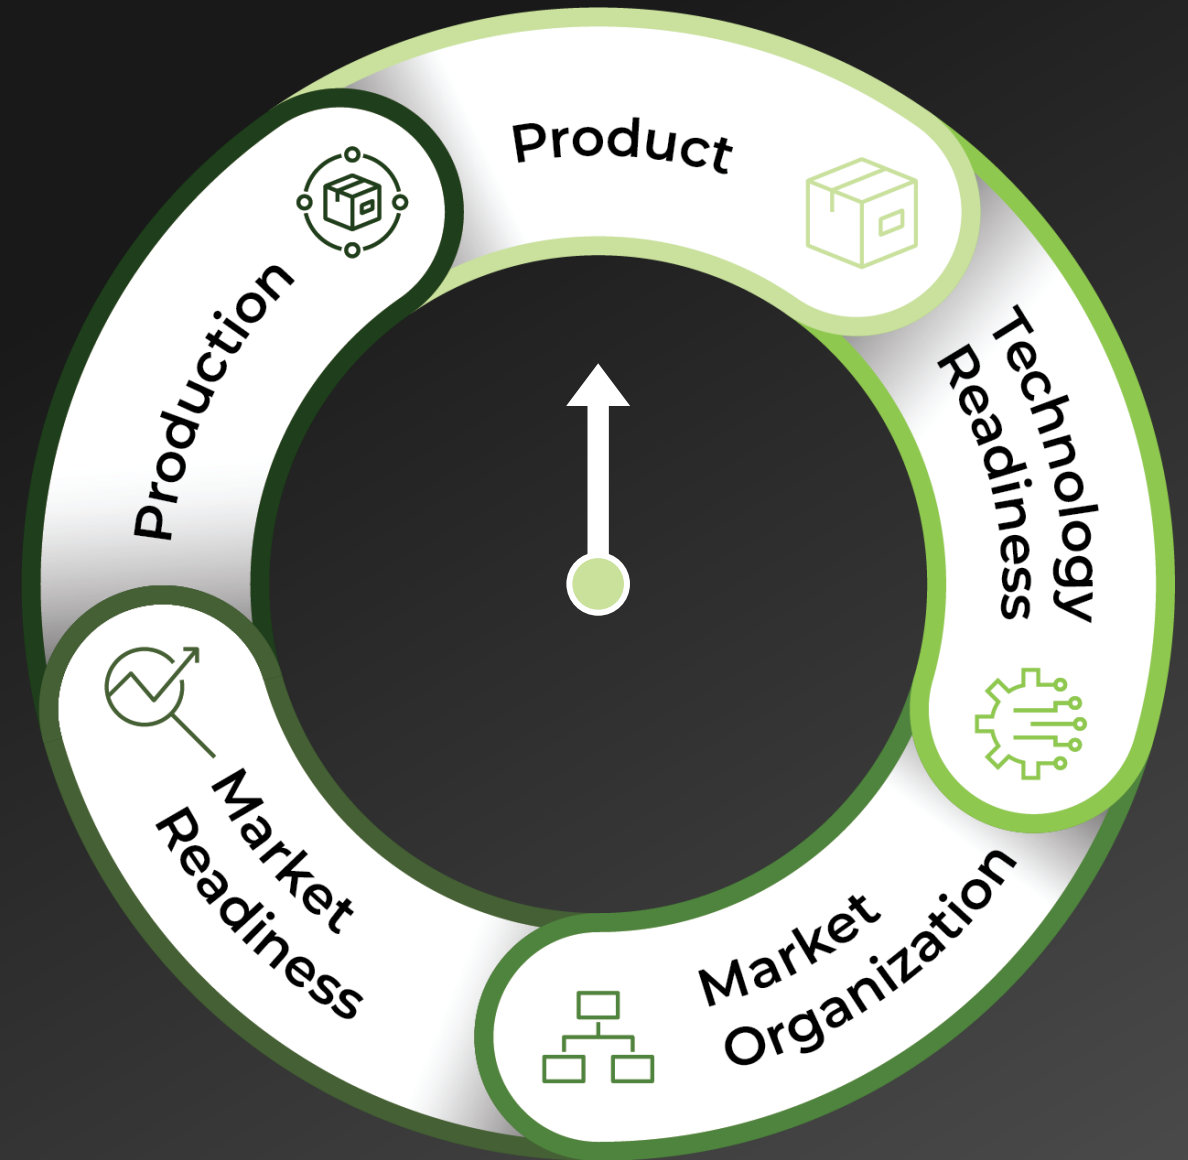 Product
Technology
Readiness
Market
Organization
Market
Readiness
Production